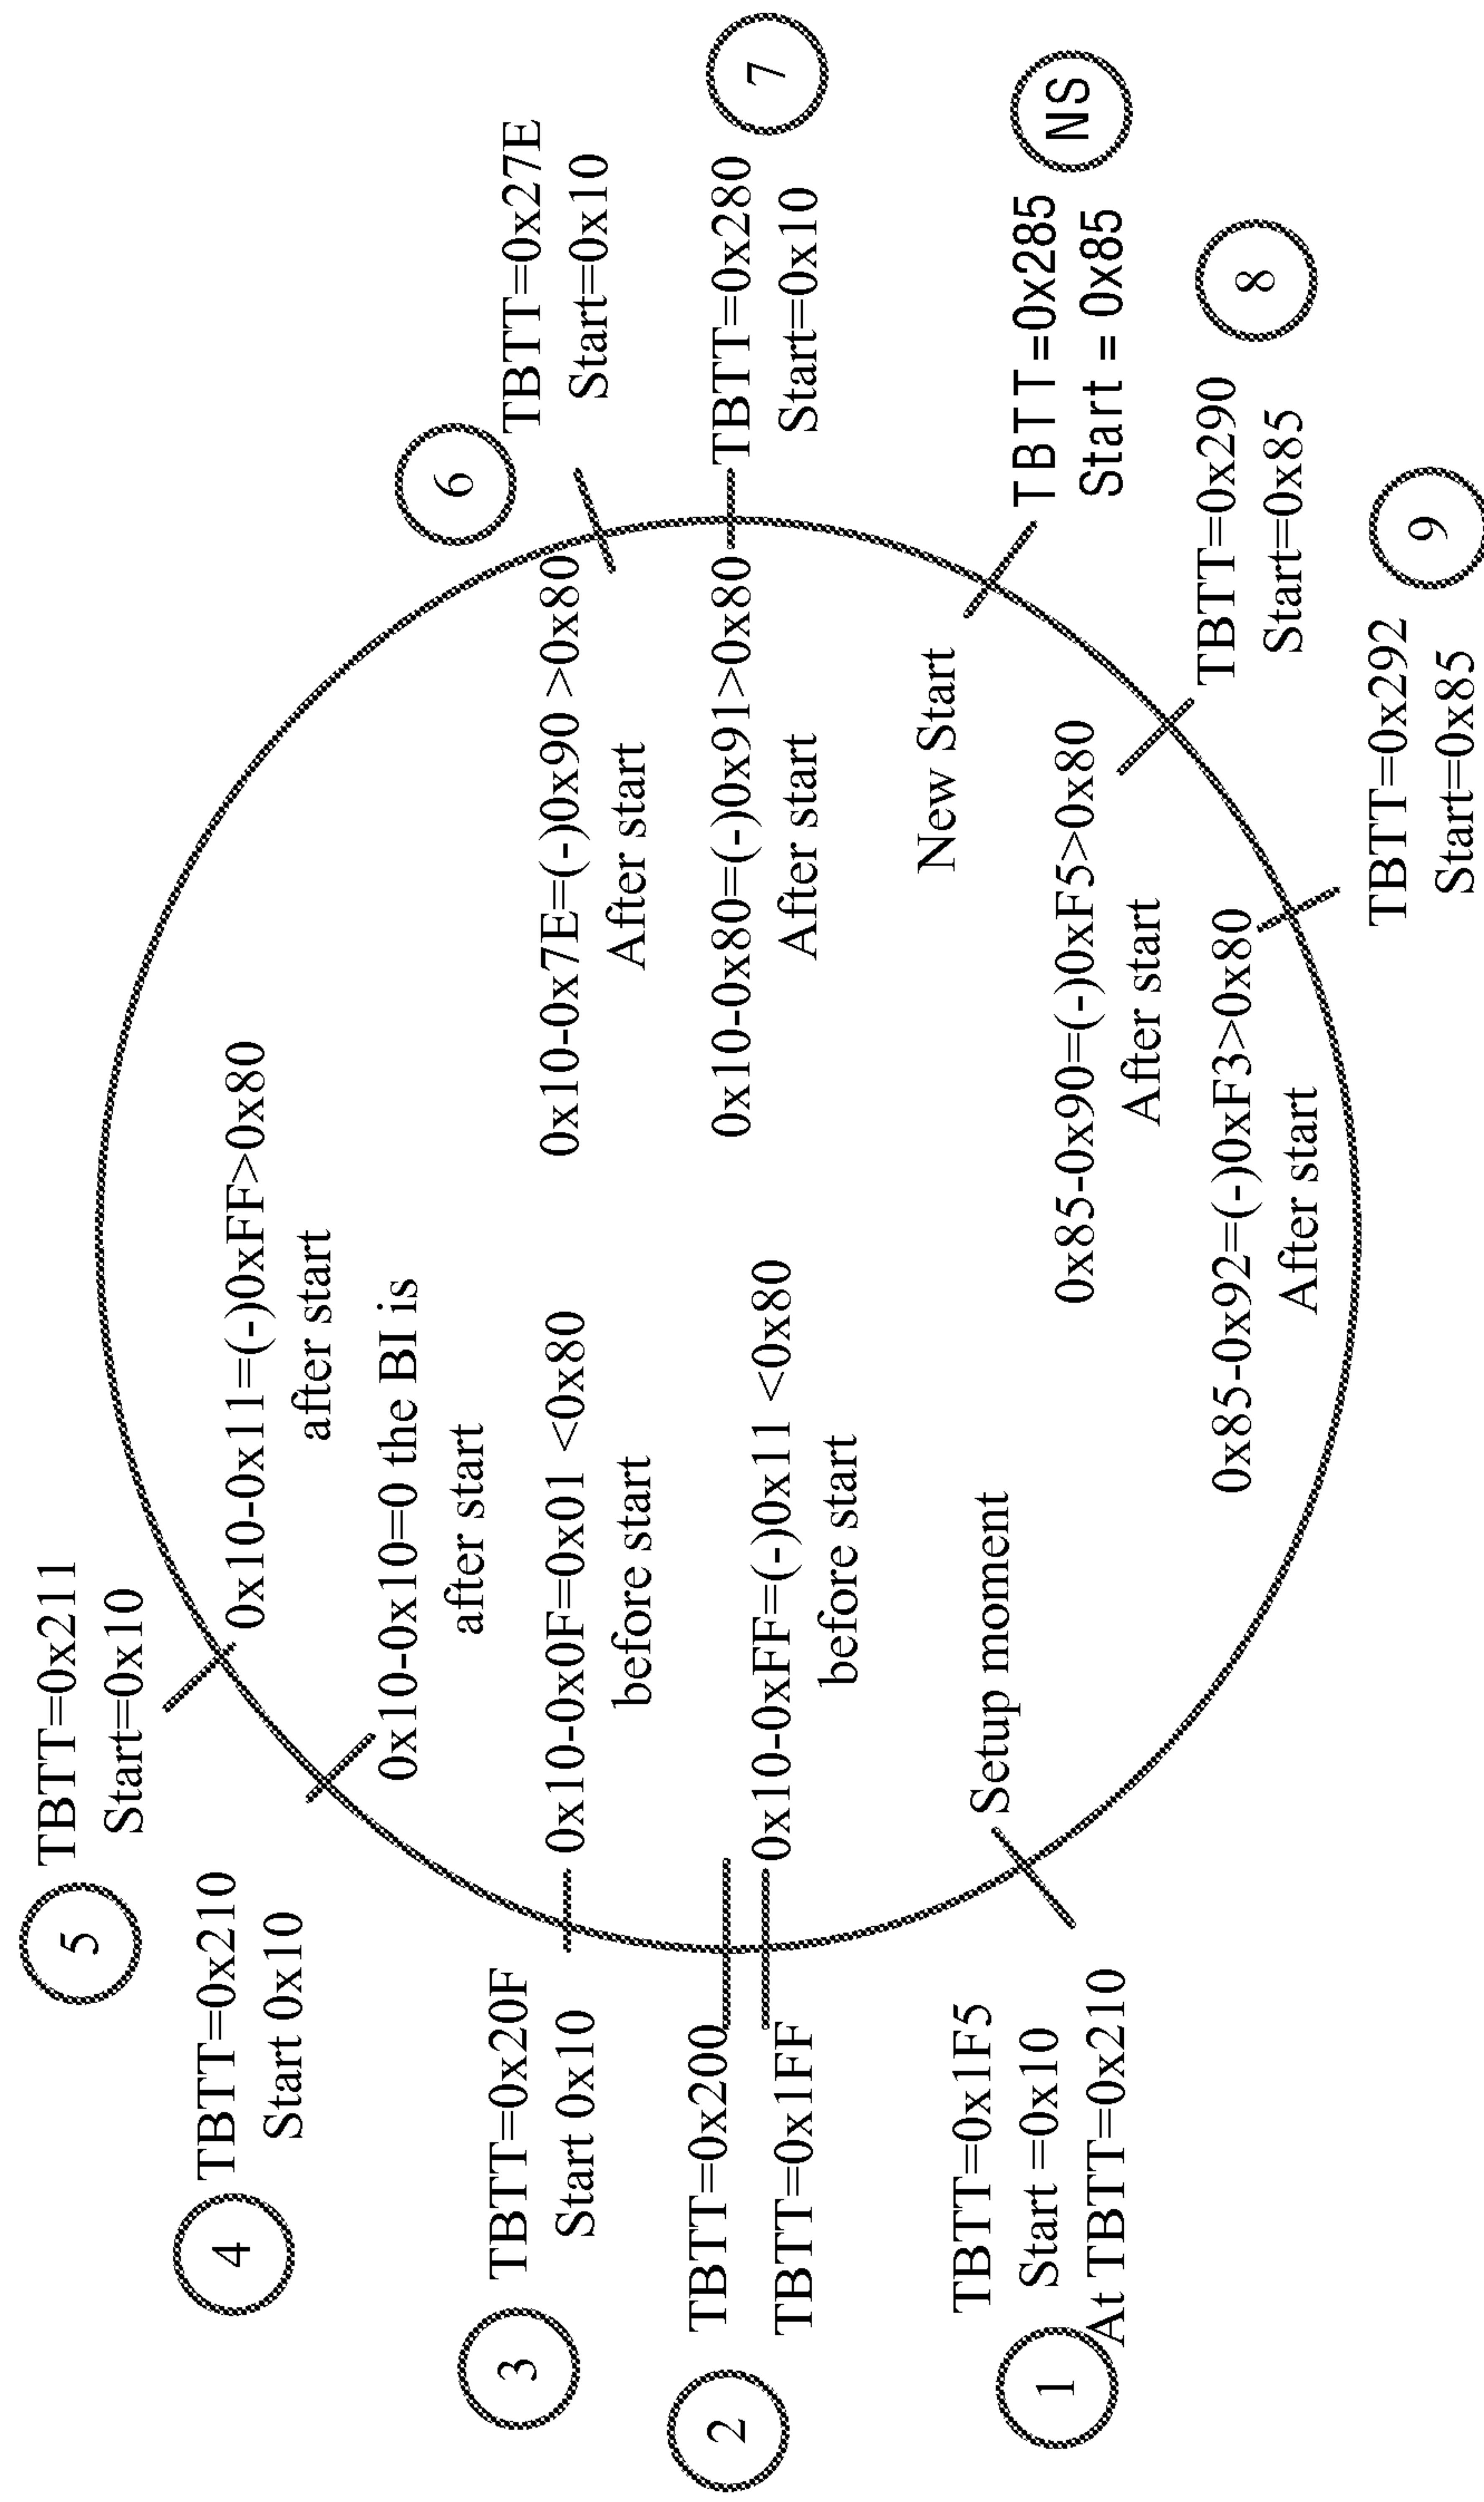 1
TBTT=0x1F5
Start =0x10
At TBTT=0x210
Setup moment
2
TBTT=0x200
TBTT=0x1FF
0x10-0xFF=(-)0x11 <0x80
before start
3
TBTT=0x20F
Start 0x10
0x10-0x0F=0x01 <0x80
before start
4
TBTT=0x210
Start 0x10
0x10-0x10=0 the BI is
after start
5
TBTT=0x211
Start=0x10
0x10-0x11=(-)0xFF>0x80
after start
6
TBTT=0x27E
Start=0x10
0x10-0x7E=(-)0x90 >0x80
After start
7
TBTT=0x280
Start=0x10
0x10-0x80=(-)0x91>0x80
After start
NS
TBTT =0x285
Start = 0x85
New Start
8
TBTT=0x290
Start=0x85
0x85-0x90=(-)0xF5>0x80
After start
9
TBTT=0x292
Start=0x85
0x85-0x92=(-)0xF3>0x80
After start